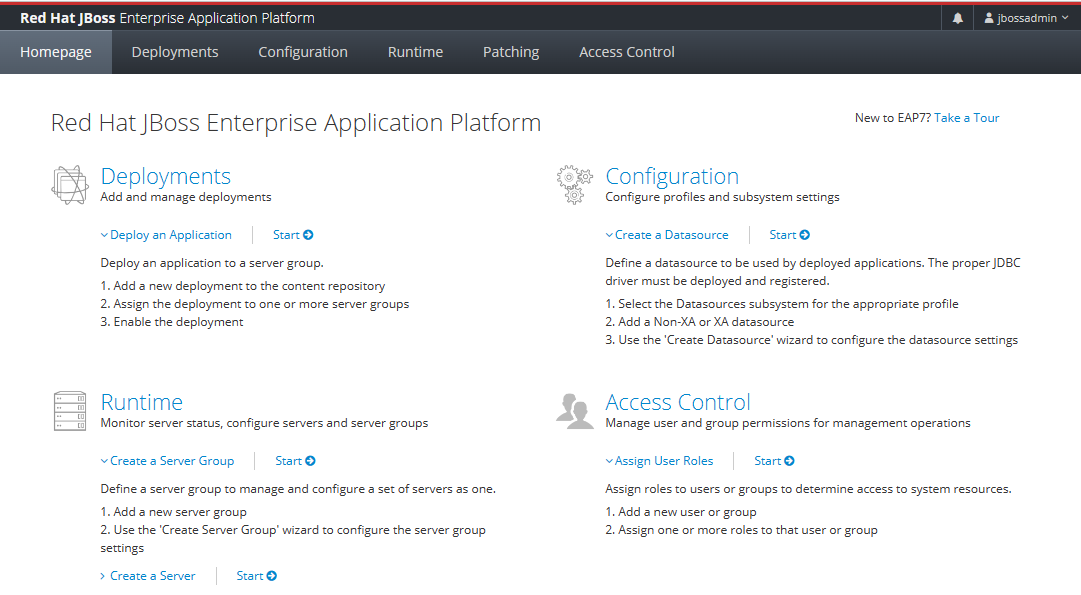 Red Hat JBoss Enterprise Application Platform
jbossadmin
Homepage Deployments Configuration Runtime Patching Access Control
Red Hat JBoss Enterprise Application Platform
New to EAP7? Take a Tour
Deployments
Add and manage deployments
Deploy an Application Start
Deploy an application to a server group.
1. Add a new deployment to the content repository
2. Assign the deployment to one or more server groups
3. Enable the deployment
Configuration
Configure profiles and subsystem settings
Create a Datasource Start
Define a datasource to be used by deployed applications. The proper JDBC
driver must be deployed and registered.
1. Select the Datasources subsystem for the appropriate profile
2. Add a Non-XA or XA datasource
3. Use the 'Create Datasource' wizard to configure the datasource settings
Runtime
Monitor server status, configure servers and server groups
Create a Server Group Start
Define a server group to manage and configure a set of servers as one.
1. Add a new server group
2. Use the 'Create Server Group' wizard to configure the server group
settings
Create a Server Start
Access Control
Manage user and group permissions for management operations
Assign User Roles Start
Assign roles to users or groups to determine access to system resources.
1. Add a new user or group
2. Assign one or more roles to that user or group